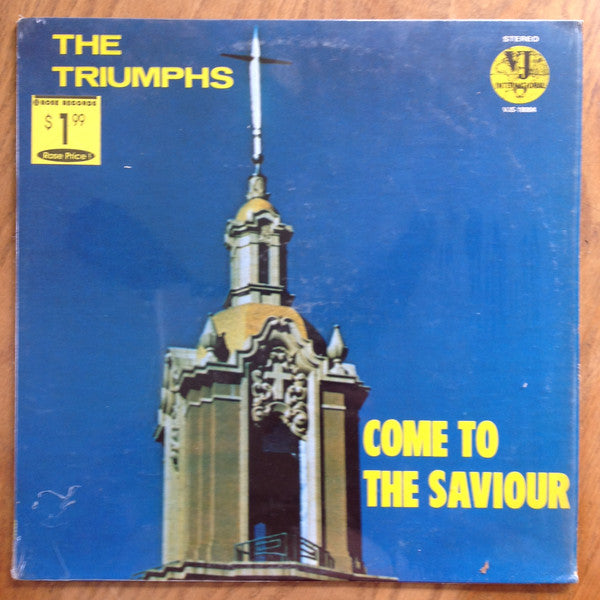 THE
TRIUMPHS
STEREO
VJ
INTERNATIONAL
ROSE RECORDS
$1.99
Rose Price
COME TO
THE SAVIOUR